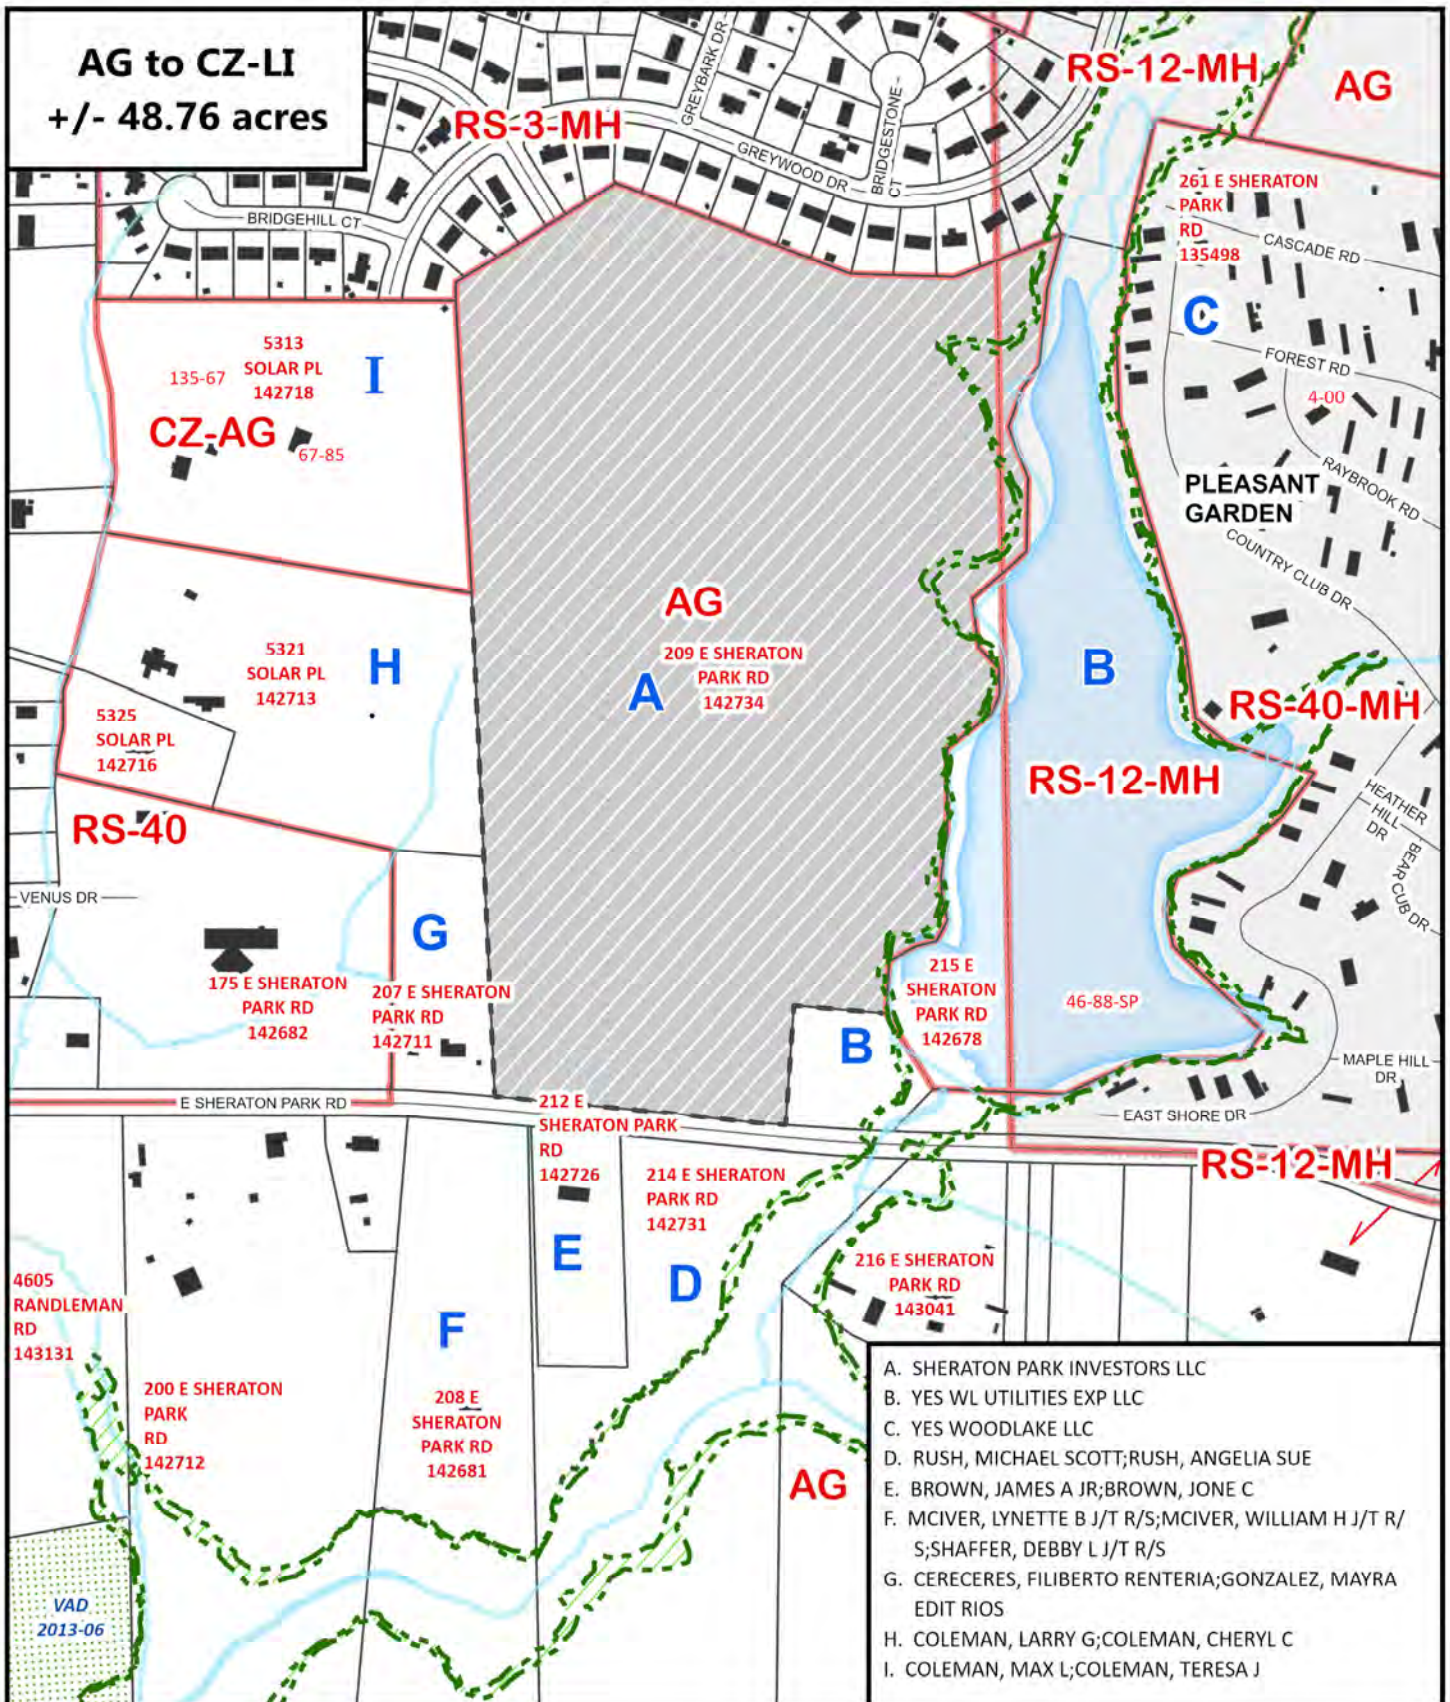 AG to CZ-LI
+/- 48.76 acres
GREYBARK DR
RS-3-MH
BRIDGESTONE
CT
GREYWOOD DR
RS-12-MH
AG
BRIDGEHILL CT
261 E SHERATON
PARK
RD
135498
CASCADE RD
C
FOREST RD
4-00
RAYBROOK RD
PLEASANT
GARDEN
COUNTRY CLUB DR
5313
SOLAR PL
142718
135-67
I
CZ-AG
67-85
AG
209 E SHERATON
PARK RD
142734
A
5321
SOLAR PL
142713
H
5325
SOLAR PL
142716
B
RS-40-MH
RS-12-MH
HEATHER
HILL
DR
BEAR CUB DR
RS-40
VENUS DR
G
175 E SHERATON
PARK RD
142682
207 E SHERATON
PARK RD
142711
215 E
SHERATON
PARK RD
142678
46-88-SP
B
MAPLE HILL
DR
EAST SHORE DR
E SHERATON PARK RD
212 E
SHERATON PARK
RD
142726
RS-12-MH
214 E SHERATON
PARK RD
142731
E
D
216 E SHERATON
PARK RD
143041
4605
RANDLEMAN
RD
143131
F
200 E SHERATON
PARK
RD
142712
208 E
SHERATON
PARK RD
142681
AG
VAD
2013-06
A. SHERATON PARK INVESTORS LLC
B. YES WL UTILITIES EXP LLC
C. YES WOODLAKE LLC
D. RUSH, MICHAEL SCOTT;RUSH, ANGELIA SUE
E. BROWN, JAMES A JR;BROWN, JONE C
F. MCIVER, LYNETTE B J/T R/S;MCIVER, WILLIAM H J/T R/
S;SHAFFER, DEBBY L J/T R/S
G. CERECERES, FILIBERTO RENTERIA;GONZALEZ, MAYRA
EDIT RIOS
H. COLEMAN, LARRY G;COLEMAN, CHERYL C
I. COLEMAN, MAX L;COLEMAN, TERESA J